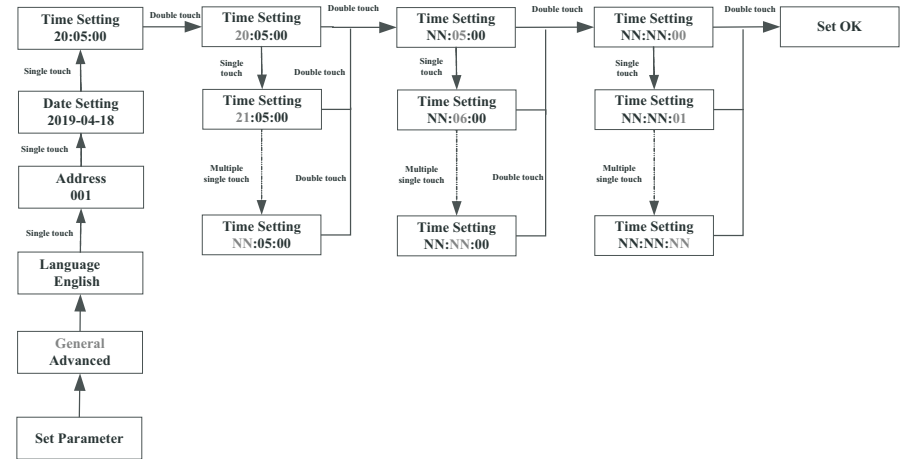 Time Setting
20:05:00
Double touch
Time Setting
20:05:00
Double touch
Time Setting
NN:05:00
Double touch
Time Setting
NN:NN:00
Double touch
Set OK
Single touch
Single
touch
Double touch
Single
touch
Single
touch
Date Setting
2019-04-18
Time Setting
21:05:00
Time Setting
NN:06:00
Time Setting
NN:NN:01
Single touch
Address
001
Multiple
single touch
Double touch
Multiple
single touch
Double touch
Multiple
single touch
Single touch
Time Setting
NN:05:00
Time Setting
NN:NN:00
Time Setting
NN:NN:NN
Language
English
General
Advanced
Set Parameter